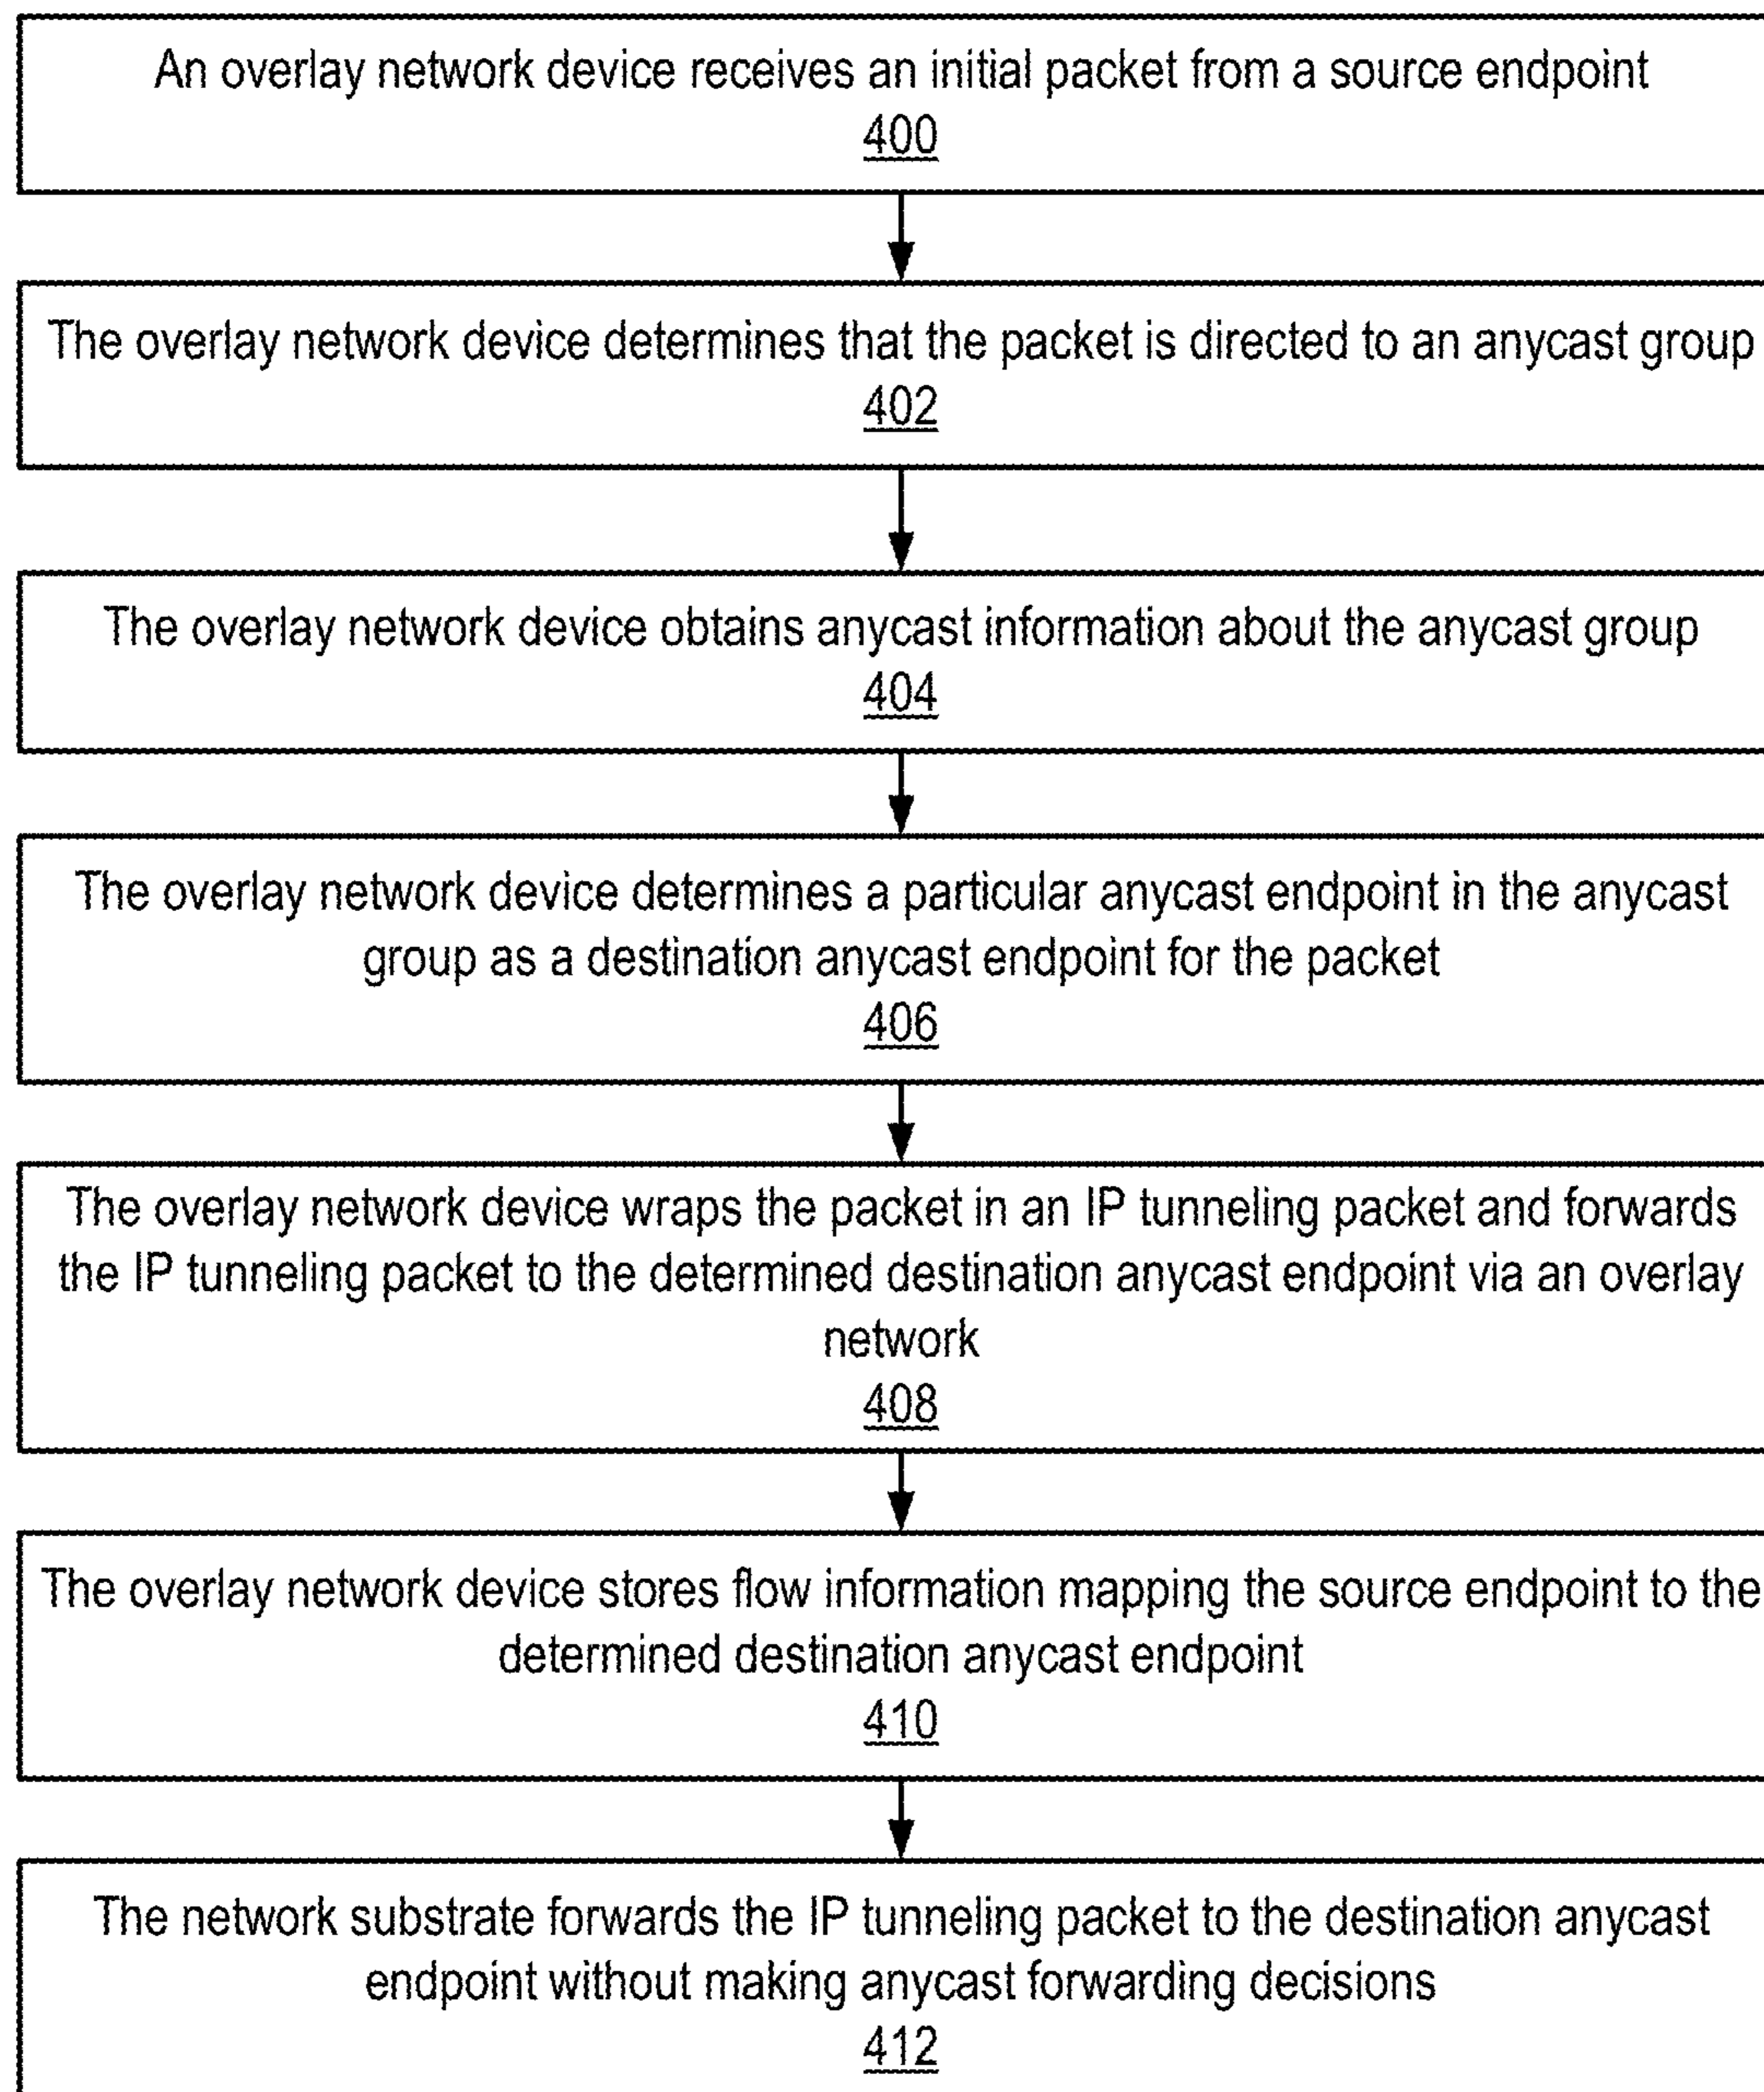 An overlay network device receives an initial packet from a source endpoint
400
The overlay network device determines that the packet is directed to an anycast group
402
The overlay network device obtains anycast information about the anycast group
404
The overlay network device determines a particular anycast endpoint in the anycast
group as a destination anycast endpoint for the packet
406
The overlay network device wraps the packet in an IP tunneling packet and forwards
the IP tunneling packet to the determined destination anycast endpoint via an overlay
network
408
The overlay network device stores flow information mapping the source endpoint to the
determined destination anycast endpoint
410
The network substrate forwards the IP tunneling packet to the destination anycast
endpoint without making anycast forwarding decisions
412